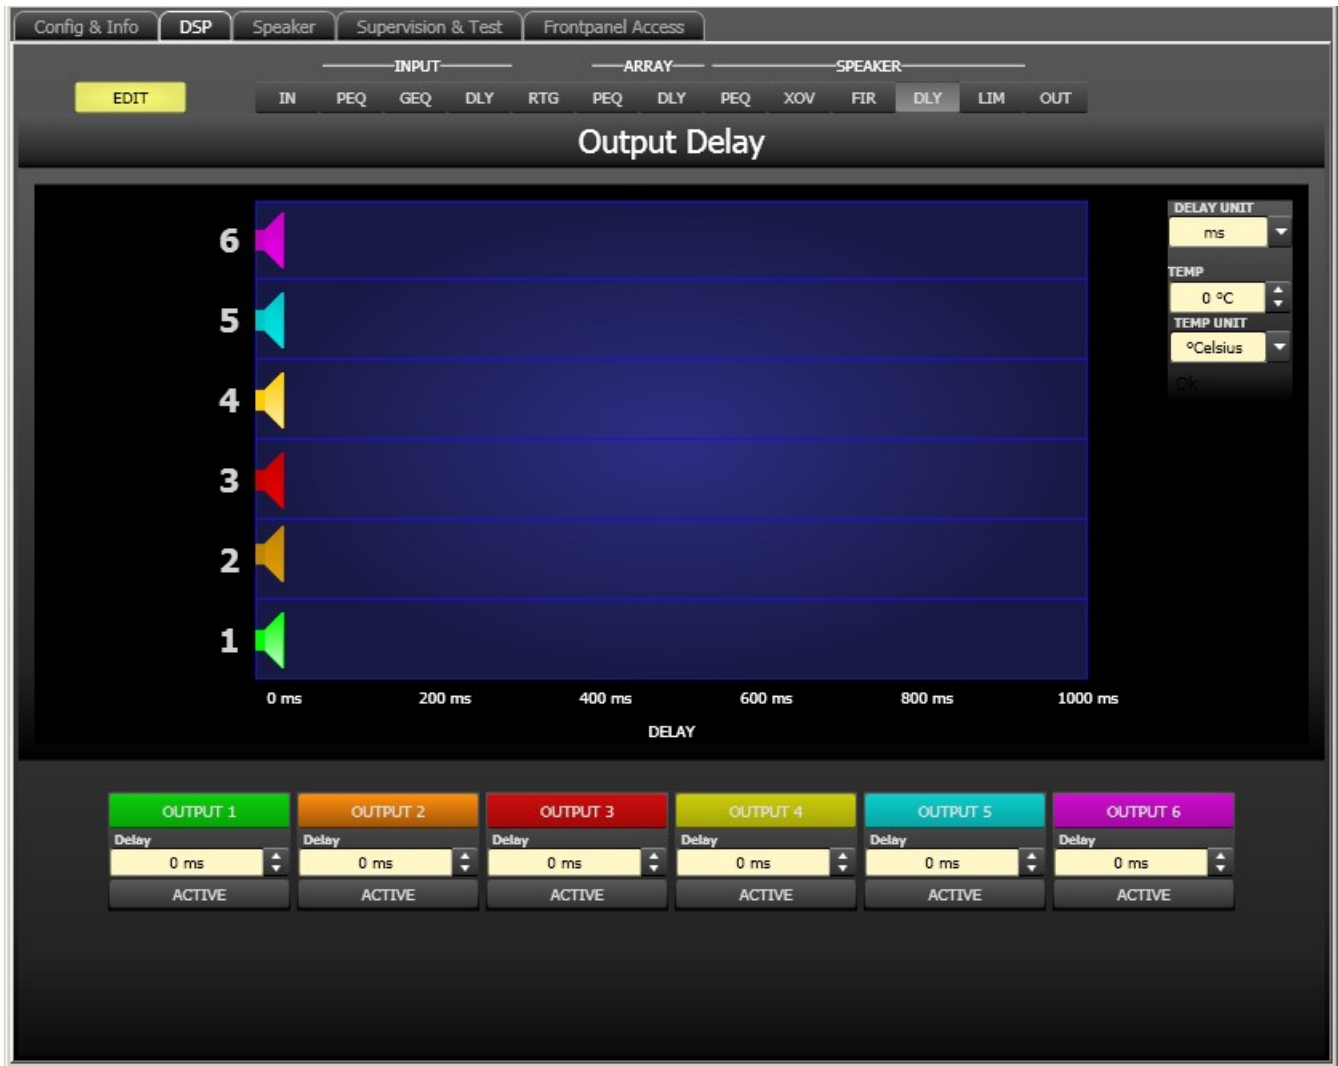 Config & Info DSP Speaker Supervision & Test Frontpanel Access
INPUT ARRAY SPEAKER
EDIT IN PEQ GEQ DLY RTG PEQ DLY PEQ XOV FIR DLY LIM OUT
Output Delay
DELAY UNIT
ms
TEMP
0 °C
TEMP UNIT
°Celsius
Ok
6
5
4
3
2
1
0 ms 200 ms 400 ms 600 ms 800 ms 1000 ms
DELAY
OUTPUT 1 OUTPUT 2 OUTPUT 3 OUTPUT 4 OUTPUT 5 OUTPUT 6
Delay Delay Delay Delay Delay Delay
0 ms 0 ms 0 ms 0 ms 0 ms 0 ms
ACTIVE ACTIVE ACTIVE ACTIVE ACTIVE ACTIVE